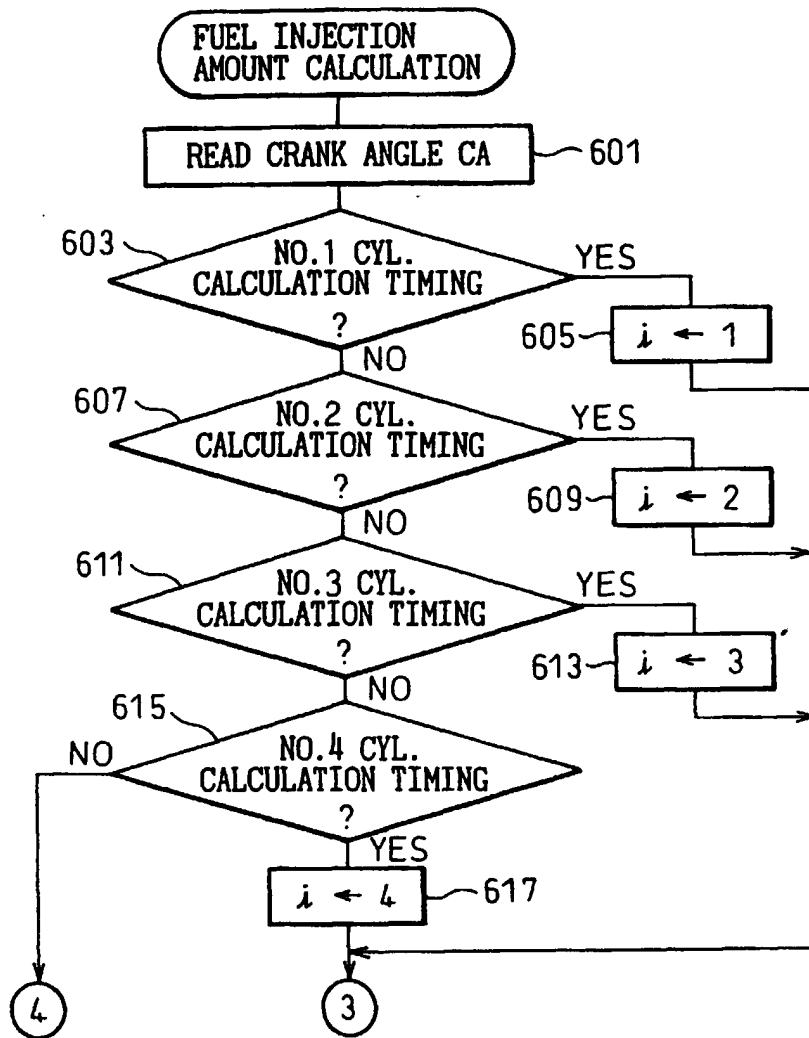 FUEL INJECTION
AMOUNT CALCULATION
READ CRANK ANGLE CA
601
603
NO.1 CYL.
CALCULATION TIMING
?
YES
605
i ← 1
NO
607
NO.2 CYL.
CALCULATION TIMING
?
YES
609
i ← 2
NO
611
NO.3 CYL.
CALCULATION TIMING
?
YES
613
i ← 3
NO
615
NO.4 CYL.
CALCULATION TIMING
?
NO
YES
i ← 4
617
4
3